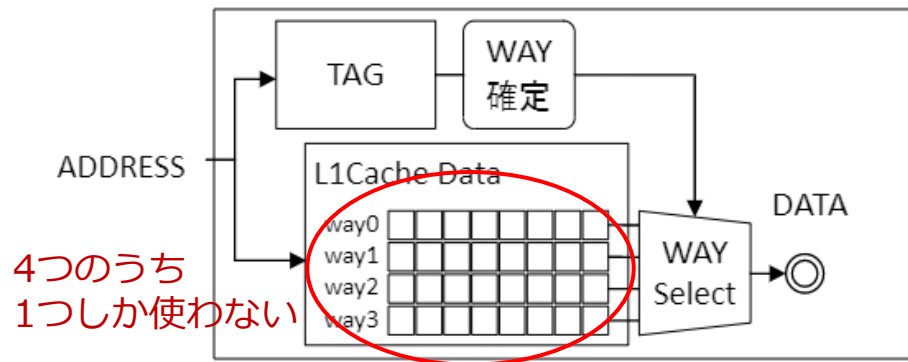 TAG
WAY
確定
ADDRESS
L1Cache Data
way0
way1
way2
way3
WAY
Select
DATA
4つのうち
1つしか使わない